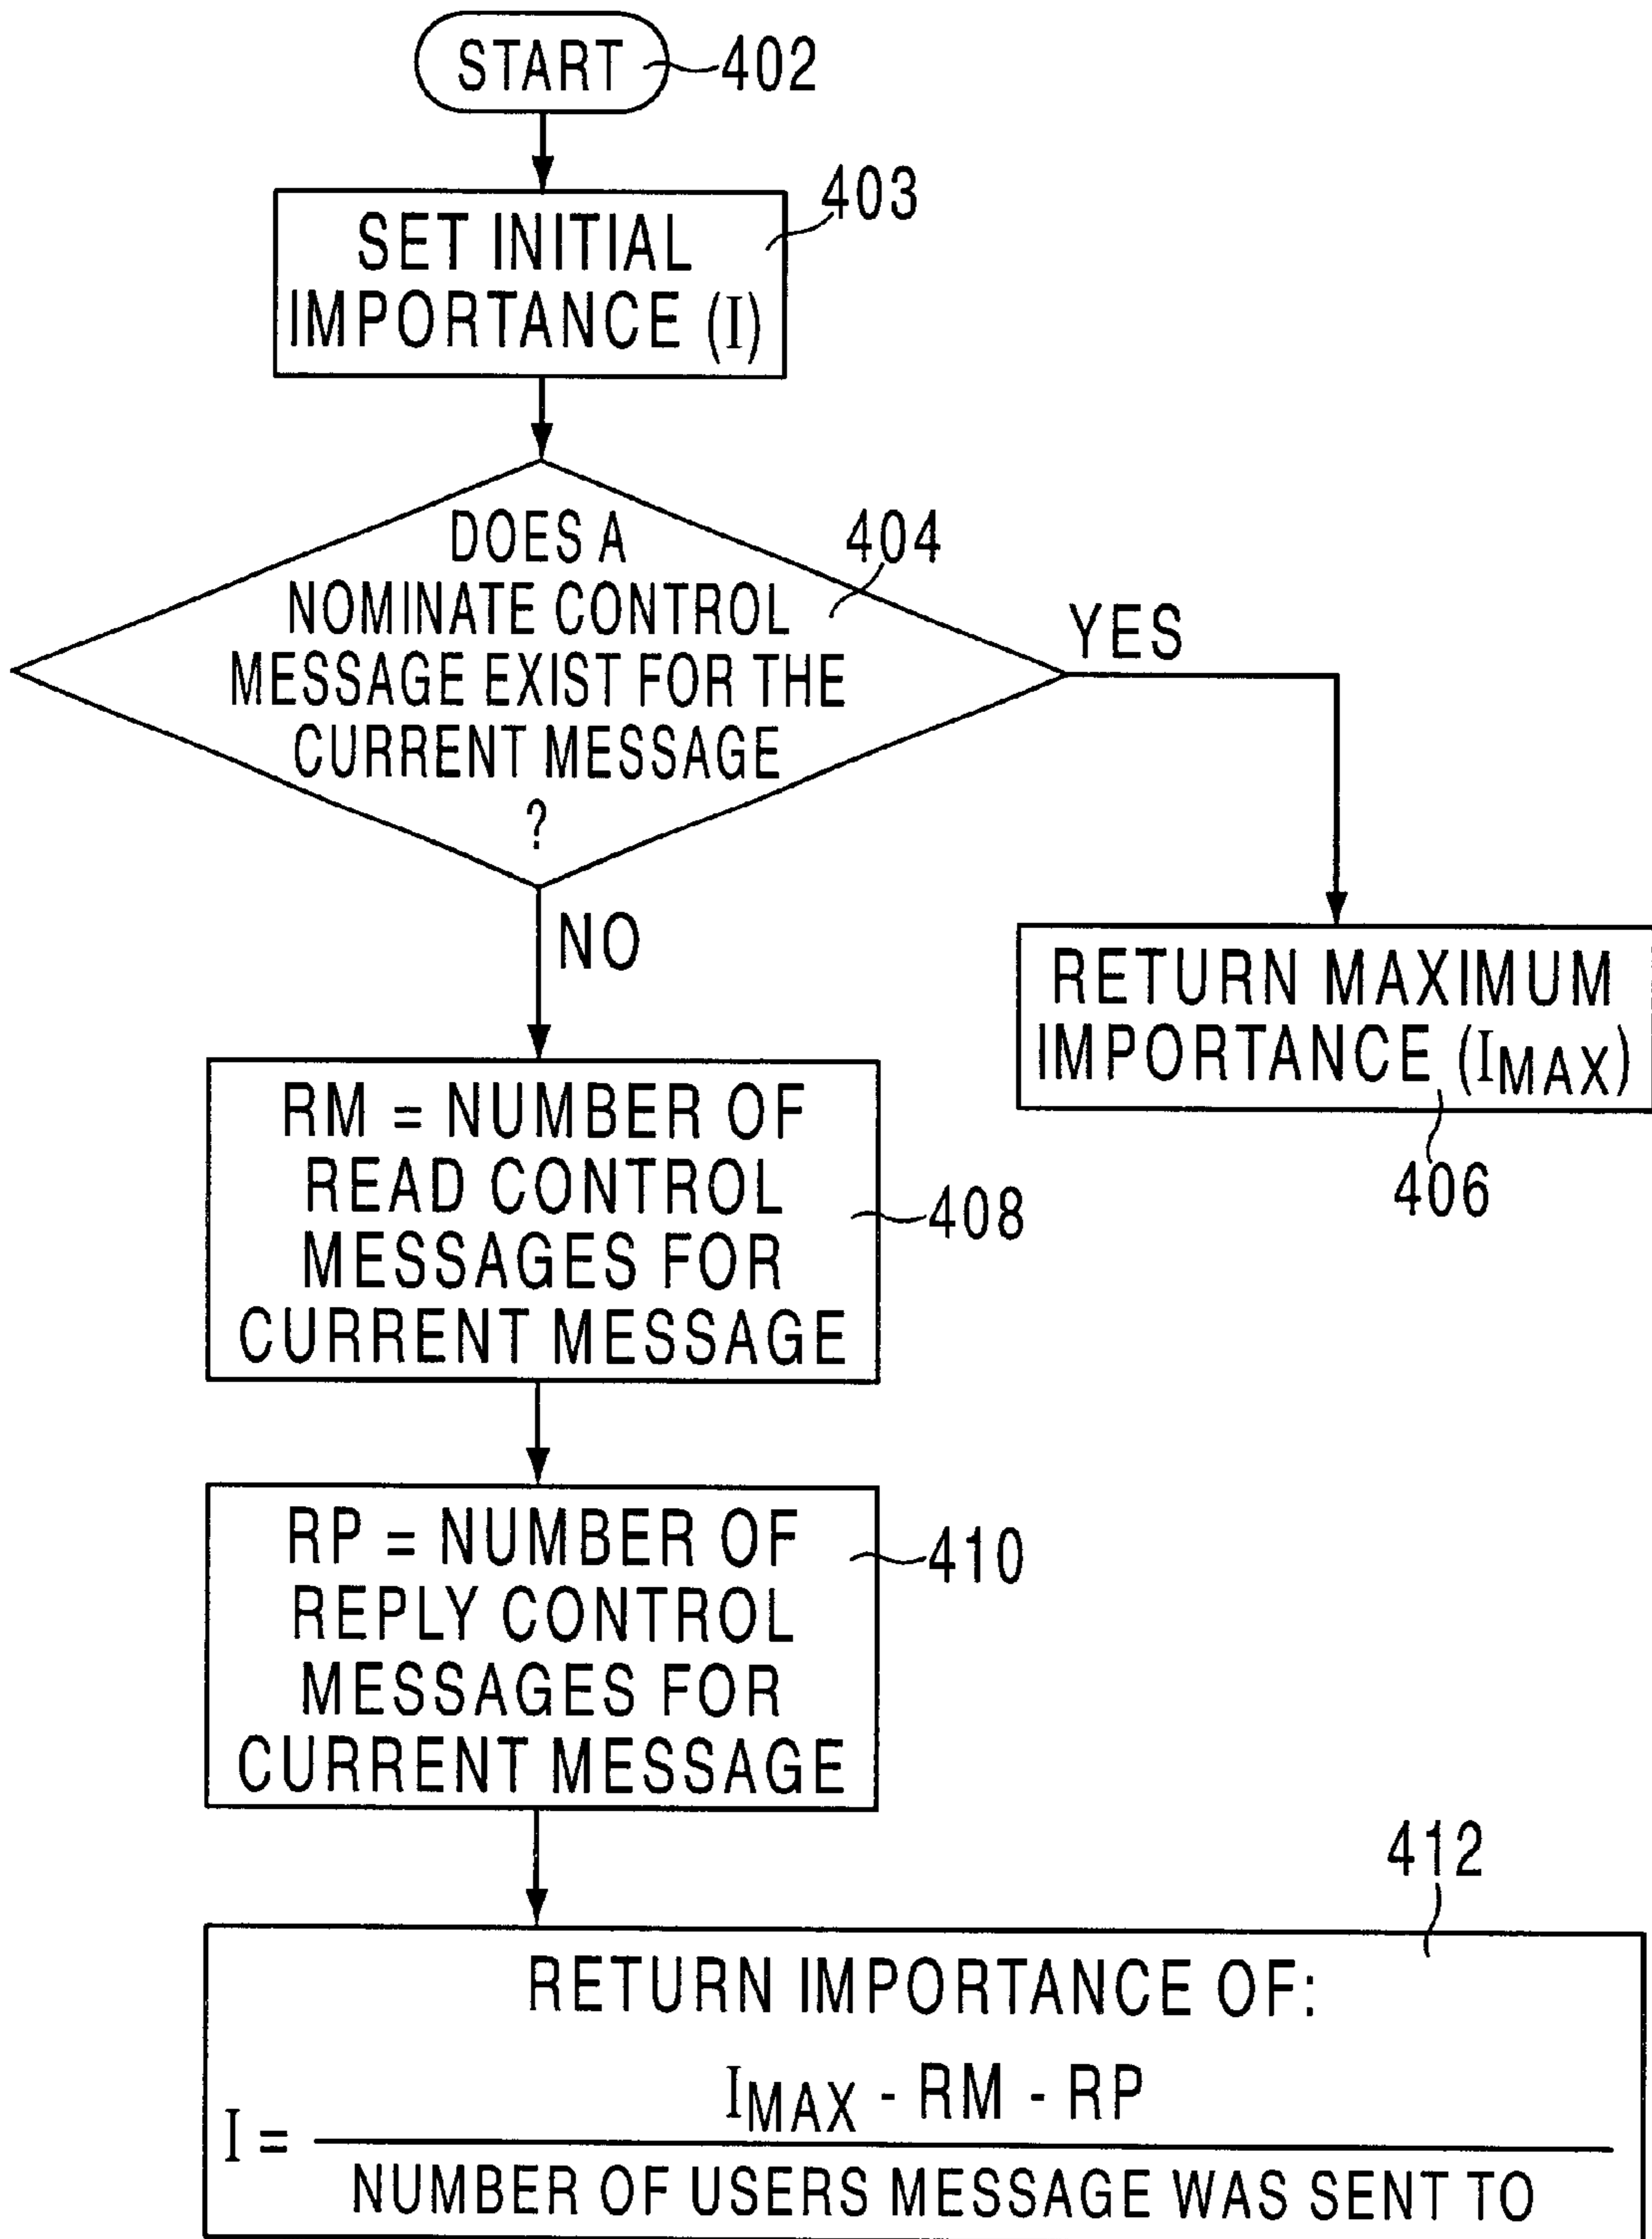 START
402
403
SET INITIAL
IMPORTANCE (I)
404
DOES A
NOMINATE CONTROL
MESSAGE EXIST FOR THE
CURRENT MESSAGE
?
YES
NO
RETURN MAXIMUM
IMPORTANCE (IMAX)
406
RM = NUMBER OF
READ CONTROL
MESSAGES FOR
CURRENT MESSAGE
408
RP = NUMBER OF
REPLY CONTROL
MESSAGES FOR
CURRENT MESSAGE
410
412
RETURN IMPORTANCE OF:
IMAX - RM - RP
I =
NUMBER OF USERS MESSAGE WAS SENT TO